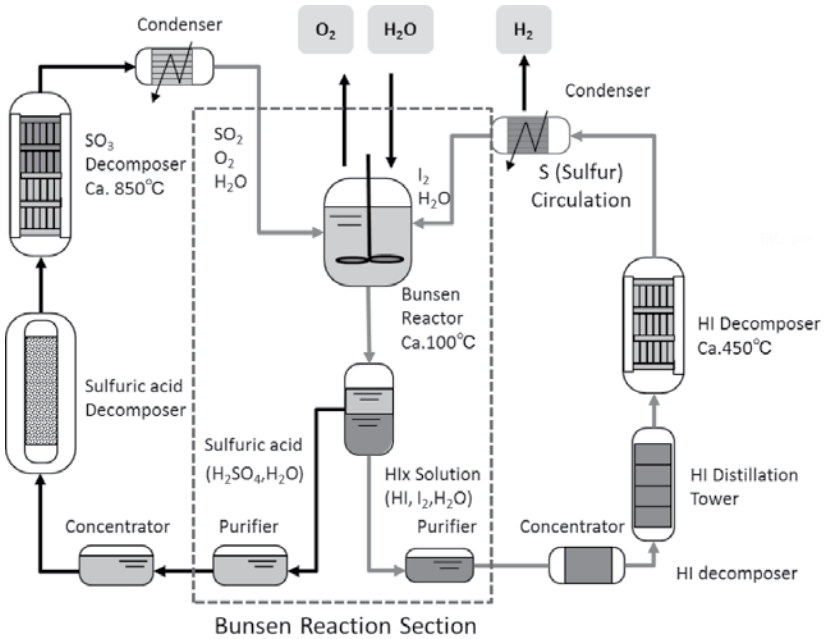 Condenser
O2
H2O
H2
Condenser
SO3
Decomposer
Ca. 850℃
SO2
O2
H2O
I2
H2O
S (Sulfur)
Circulation
Bunsen
Reactor
Ca.100℃
HI Decomposer
Ca.450℃
Sulfuric acid
Decomposer
Sulfuric acid
(H2SO4,H2O)
HIx Solution
(HI, I2,H2O)
HI Distillation
Tower
Concentrator
Purifier
Purifier
Concentrator
HI decomposer
Bunsen Reaction Section